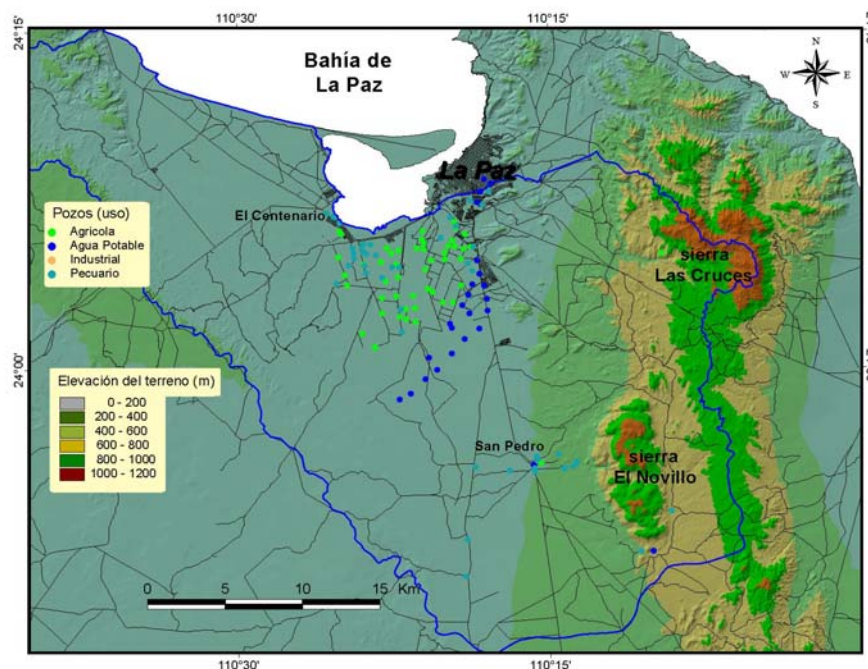 110°30'
110°15'
24°15'
Bahía de
La Paz
N
W
E
S
La Paz
El Centenario
Pozos (uso)
Agrícola
Agua Potable
Industrial
Pecuario
sierra
Las Cruces
24°00'
Elevación del terreno (m)
0 - 200
200 - 400
400 - 600
600 - 800
800 - 1000
1000 - 1200
San Pedro
sierra
El Novillo
0
5
10
15
Km
110°30'
110°15'